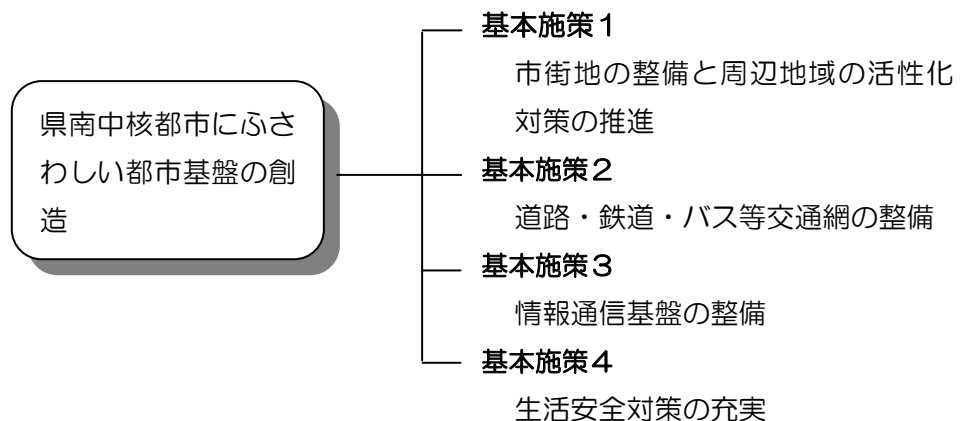 県南中核都市にふさ
わしい都市基盤の創
造
基本施策１
市街地の整備と周辺地域の活性化
対策の推進
基本施策２
道路・鉄道・バス等交通網の整備
基本施策３
情報通信基盤の整備
基本施策４
生活安全対策の充実